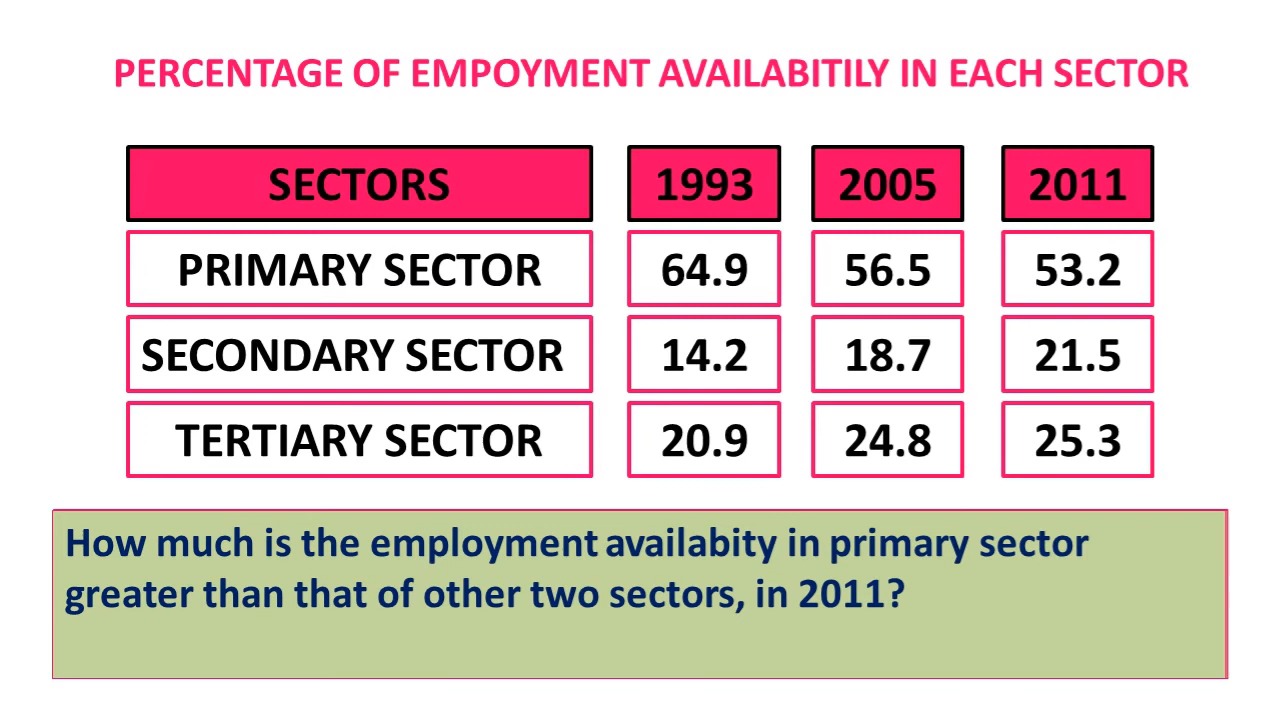 PERCENTAGE OF EMPOYMENT AVAILABITILY IN EACH SECTOR
SECTORS 1993 2005 2011
PRIMARY SECTOR 64.9 56.5 53.2
SECONDARY SECTOR 14.2 18.7 21.5
TERTIARY SECTOR 20.9 24.8 25.3
How much is the employment availabity in primary sector
greater than that of other two sectors, in 2011?